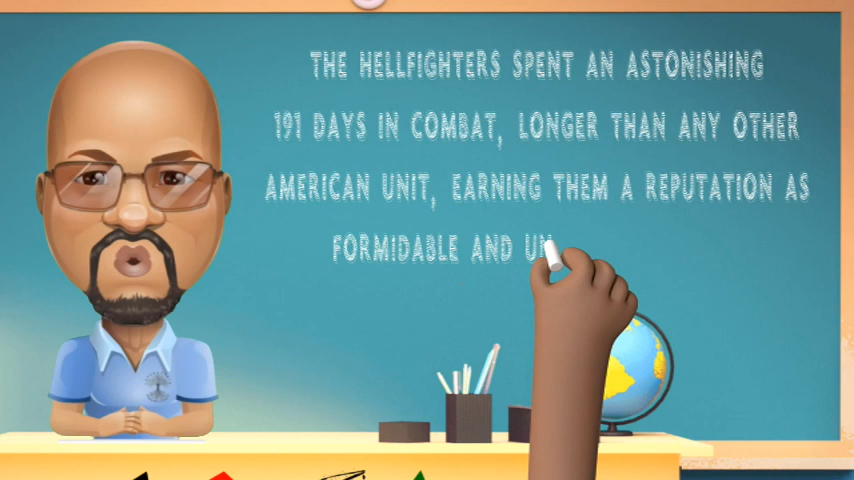 THE HELLFIGHTERS SPENT AN ASTONISHING
191 DAYS IN COMBAT, LONGER THAN ANY OTHER
AMERICAN UNIT, EARNING THEM A REPUTATION AS
FORMIDABLE AND UN